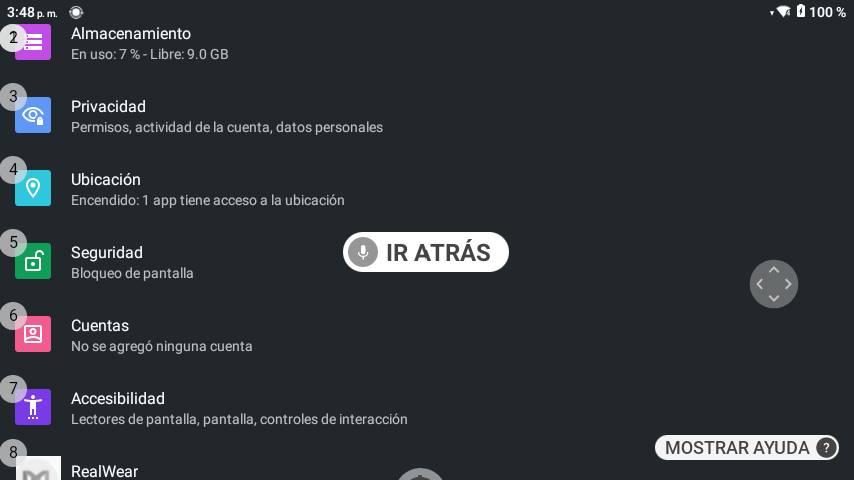 3:48 p. m.
100 %
2
Almacenamiento
En uso: 7 % - Libre: 9.0 GB
3
Privacidad
Permisos, actividad de la cuenta, datos personales
4
Ubicación
Encendido: 1 app tiene acceso a la ubicación
5
Seguridad
Bloqueo de pantalla
IR ATRÁS
6
Cuentas
No se agregó ninguna cuenta
7
Accesibilidad
Lectores de pantalla, pantalla, controles de interacción
MOSTRAR AYUDA ?
8
RealWear